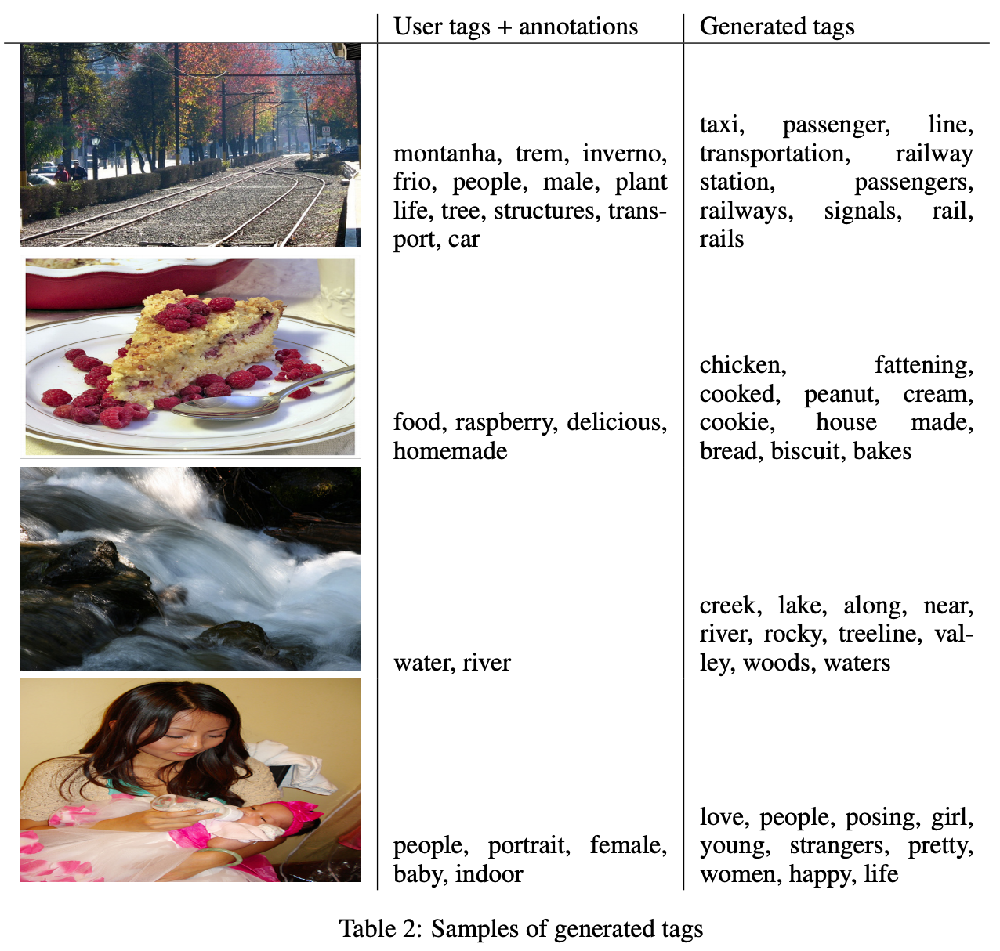 User tags + annotations
Generated tags
montanha, trem, inverno,
frio, people, male, plant
life, tree, structures, trans-
port, car
taxi, passenger, line,
transportation, railway
station, passengers,
railways, signals, rail,
rails
food, raspberry, delicious,
homemade
chicken, fattening,
cooked, peanut, cream,
cookie, house made,
bread, biscuit, bakes
water, river
creek, lake, along, near,
river, rocky, treeline, val-
ley, woods, waters
people, portrait, female,
baby, indoor
love, people, posing, girl,
young, strangers, pretty,
women, happy, life
Table 2: Samples of generated tags